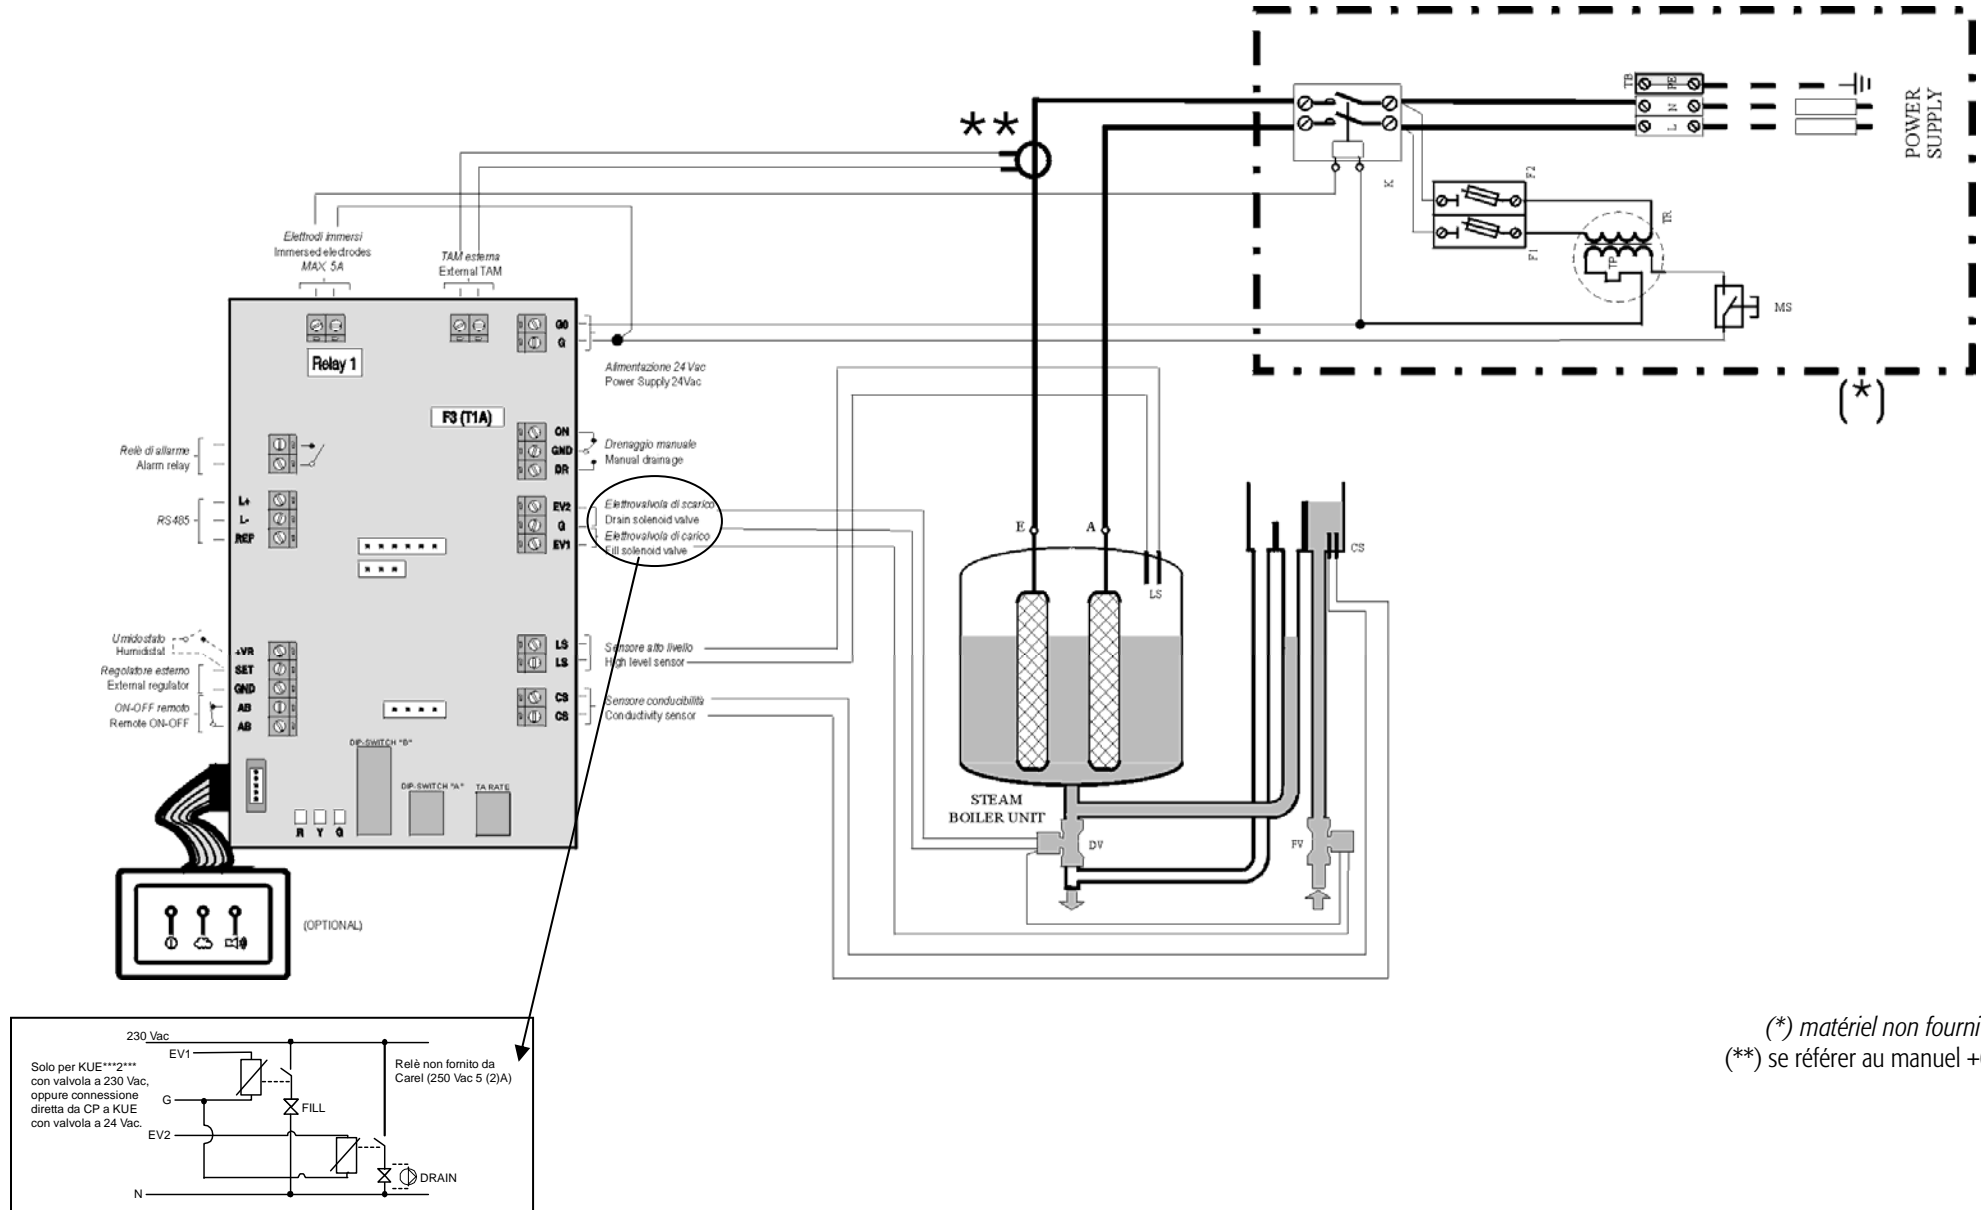 **
TB
PE
N
L
POWER
SUPPLY
K
F2
F1
TR
TP
MS
(*)
Elettrodi immersi
Immersed electrodes
MAX 5A
TAM esterna
External TAM
Relay 1
G0
G
Alimentazione 24 Vac
Power Supply 24Vac
F3 (T1A)
ON
GND
DR
Drenaggio manuale
Manual drainage
Relè di allarme
Alarm relay
L+
L-
REF
RS485
EV2
G
EV1
Elettrovalvola di scarico
Drain solenoid valve
Elettrovalvola di carico
Fill solenoid valve
E
A
LS
CS
Umidostato
Humidistat
Regolatore esterno
External regulator
ON-OFF remoto
Remote ON-OFF
+VR
SET
GND
AB
AB
LS
LS
Sensore alto livello
High level sensor
CS
CS
Sensore conducibilità
Conductivity sensor
DIP-SWITCH "B"
DIP-SWITCH "A"
TA RATE
R Y G
STEAM
BOILER UNIT
DV
FV
(OPTIONAL)
230 Vac
EV1
Solo per KUE***2***
con valvola a 230 Vac,
oppure connessione
diretta da CP a KUE
con valvola a 24 Vac.
G
EV2
N
FILL
DRAIN
Relè non fornito da
Carel (250 Vac 5 (2)A)
(*) matériel non fourni
(**) se référer au manuel +